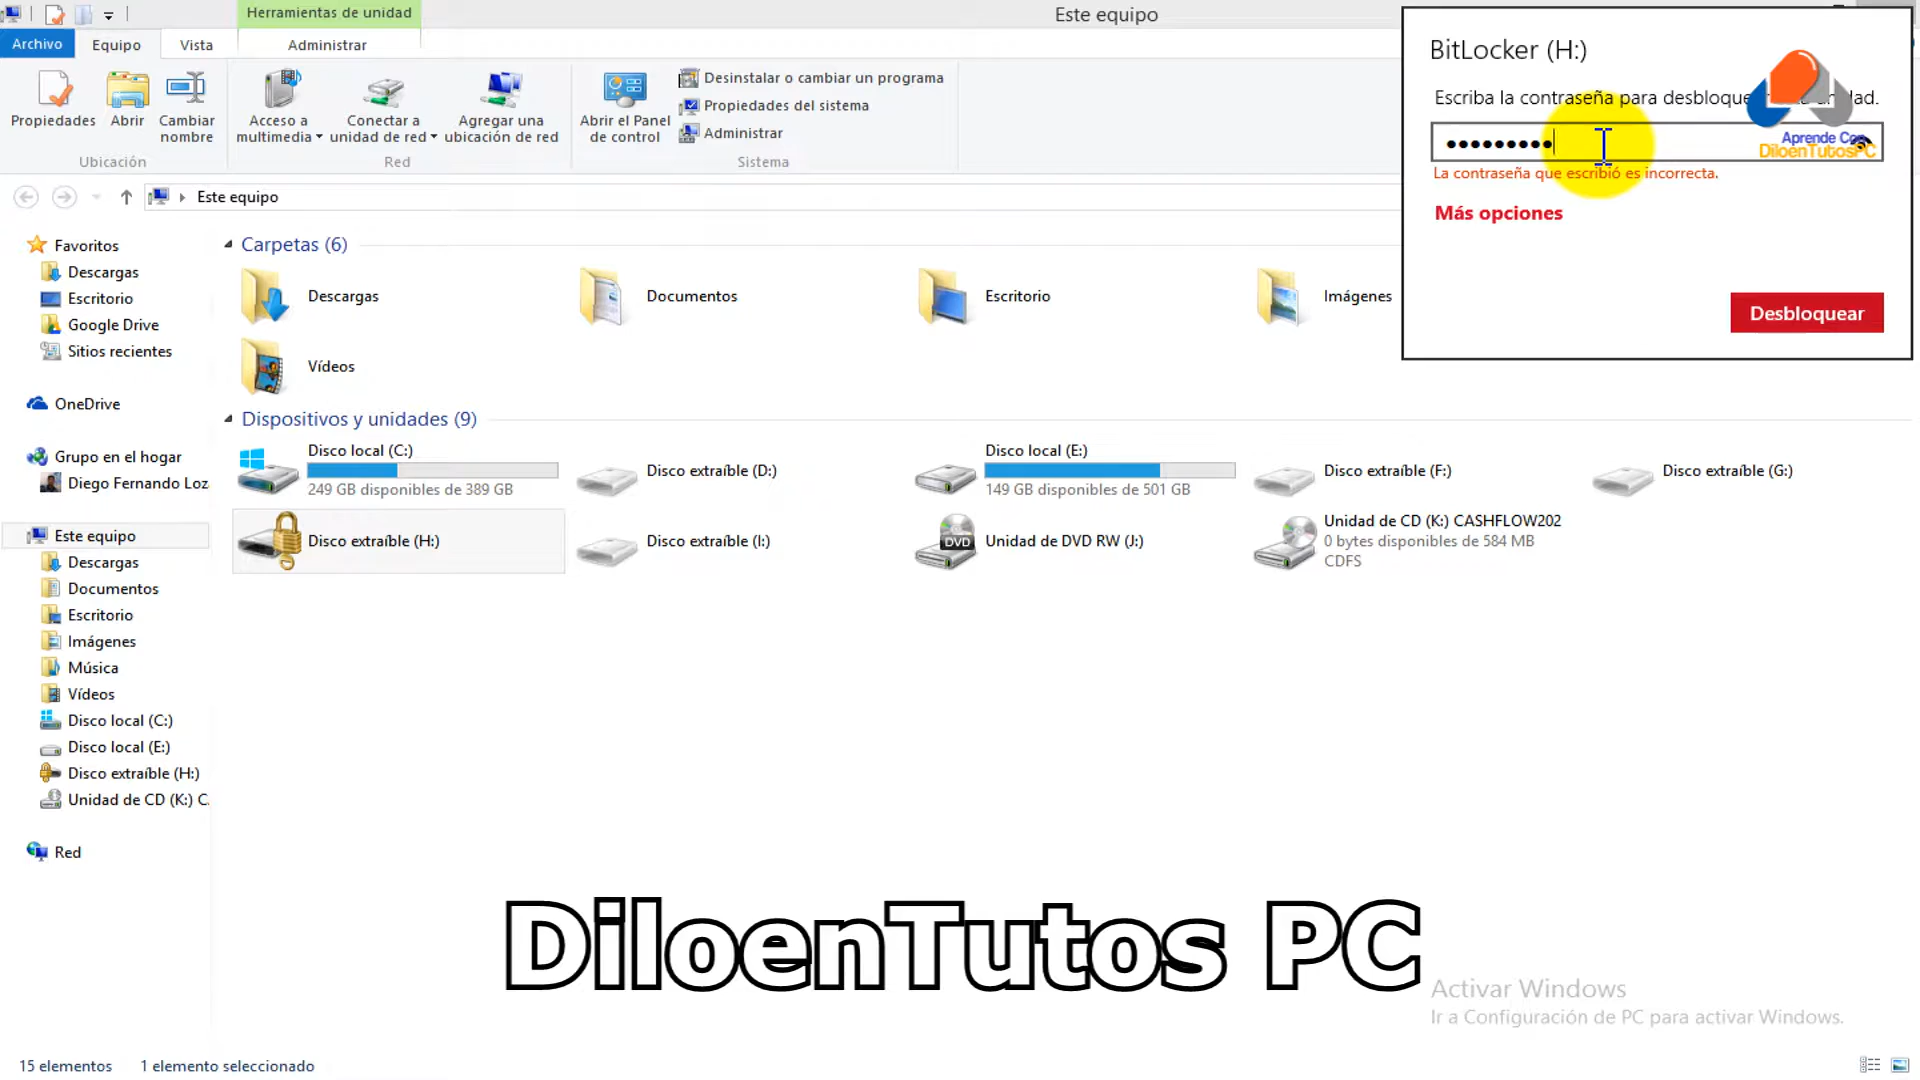 Herramientas de unidad
Este equipo
Archivo
Equipo
Vista
Administrar
Propiedades
Abrir
Cambiar
nombre
Acceso a
multimedia
Conectar a
unidad de red
Agregar una
ubicación de red
Abrir el Panel
de control
Desinstalar o cambiar un programa
Propiedades del sistema
Administrar
Ubicación
Red
Sistema
BitLocker (H:)
Escriba la contraseña para desbloque unidad.
Aprende Con
DiloenTutosPC
La contraseña que escribió es incorrecta.
Más opciones
Desbloquear
Este equipo
Favoritos
Descargas
Escritorio
Google Drive
Sitios recientes
OneDrive
Grupo en el hogar
Diego Fernando Loz
Este equipo
Descargas
Documentos
Escritorio
Imágenes
Música
Vídeos
Disco local (C:)
Disco local (E:)
Disco extraíble (H:)
Unidad de CD (K:) C
Red
Carpetas (6)
Descargas
Documentos
Escritorio
Imágenes
Vídeos
Dispositivos y unidades (9)
Disco local (C:)
249 GB disponibles de 389 GB
Disco extraíble (D:)
Disco local (E:)
149 GB disponibles de 501 GB
Disco extraíble (F:)
Disco extraíble (G:)
Disco extraíble (H:)
Disco extraíble (I:)
DVD
Unidad de DVD RW (J:)
Unidad de CD (K:) CASHFLOW202
0 bytes disponibles de 584 MB
CDFS
DiloenTutos PC
Activar Windows
Ir a Configuración de PC para activar Windows.
15 elementos
1 elemento seleccionado